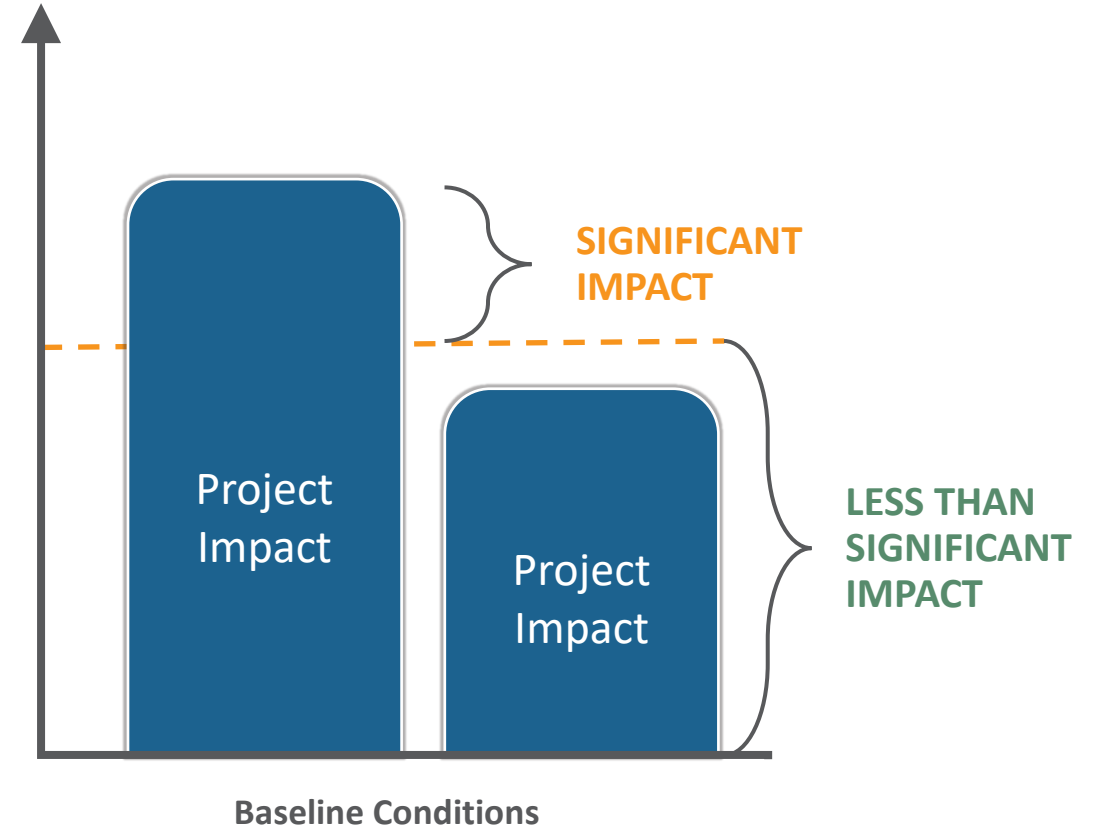 SIGNIFICANT
IMPACT
Project
Impact
Project
Impact
LESS THAN
SIGNIFICANT
IMPACT
Baseline Conditions